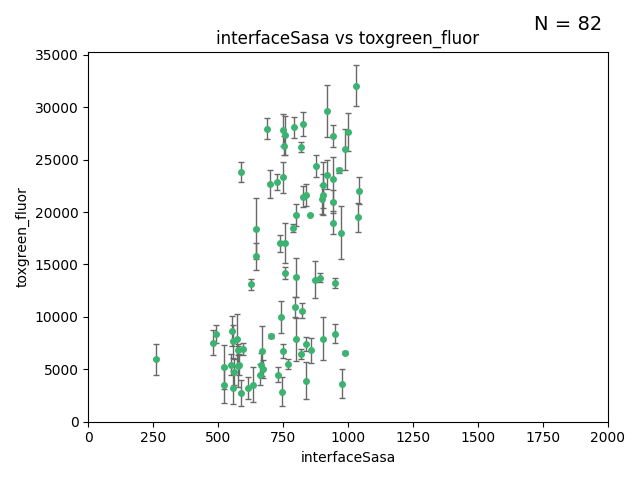 N = 82
interfaceSasa vs toxgreen_fluor
35000
30000
25000
20000
15000
10000
5000
0
toxgreen_fluor
0 250 500 750 1000 1250 1500 1750 2000
interfaceSasa